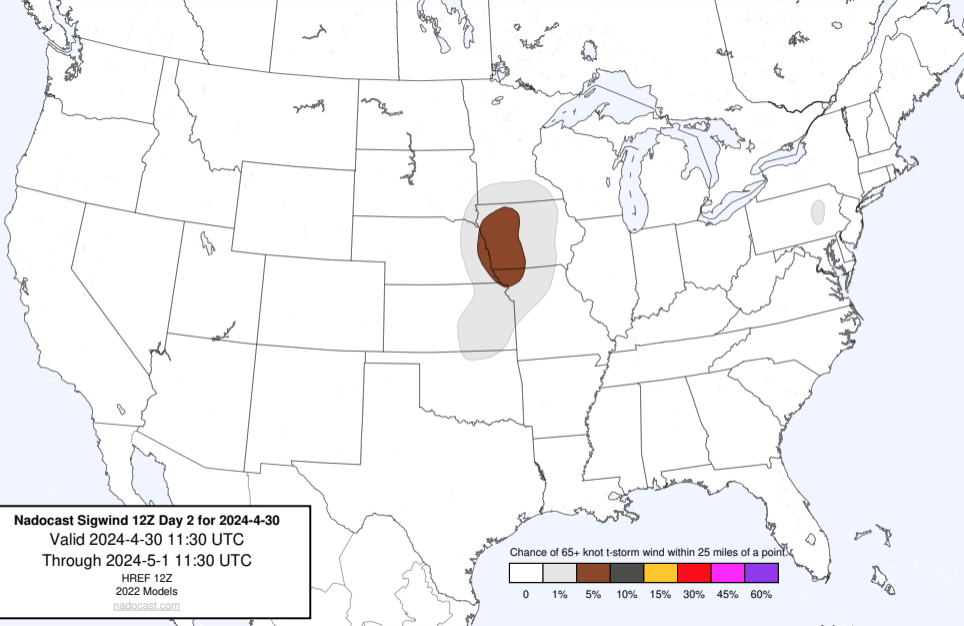 Nadocast Sigwind 12Z Day 2 for 2024-4-30
Valid 2024-4-30 11:30 UTC
Through 2024-5-1 11:30 UTC
HREF 12Z
2022 Models
nadocast.com
Chance of 65+ knot t-storm wind within 25 miles of a point.
0 1% 5% 10% 15% 30% 45% 60%